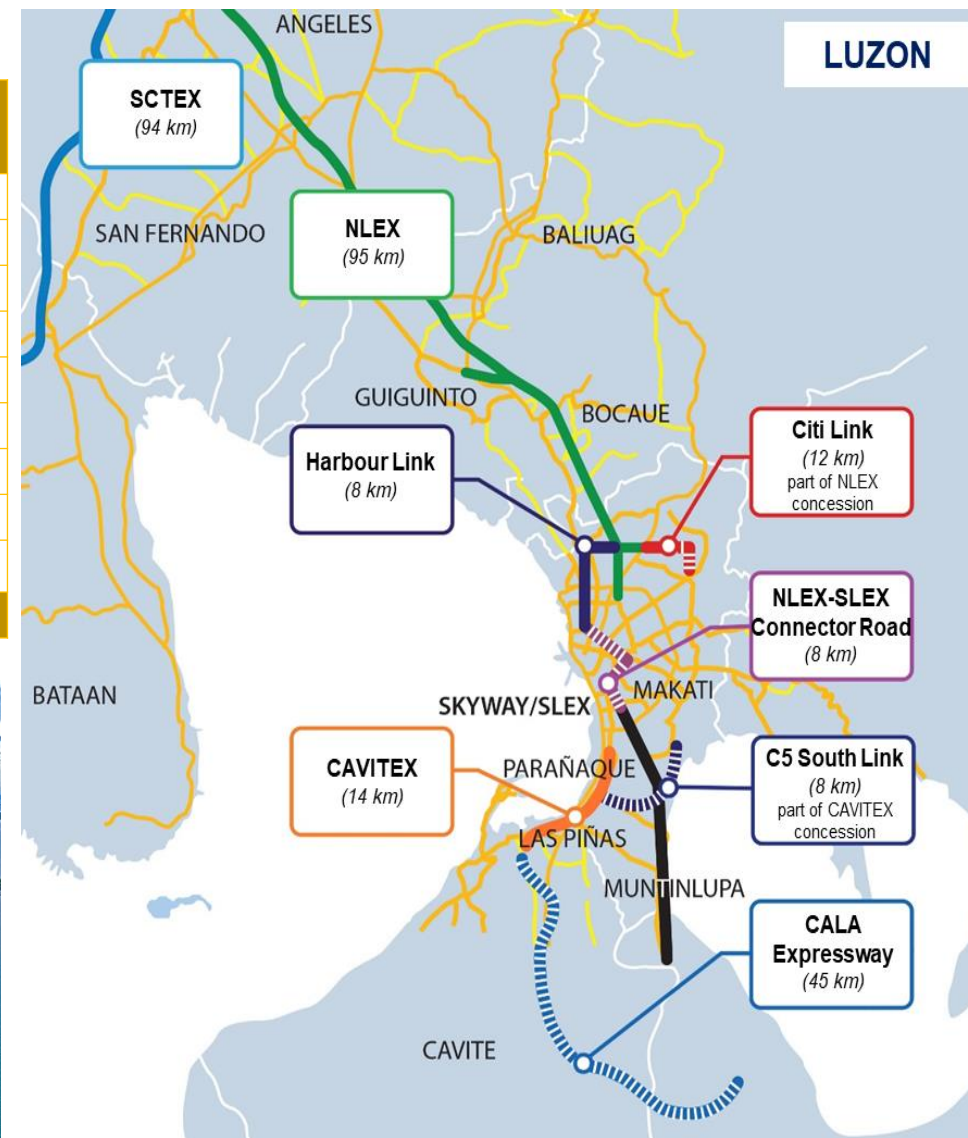 LUZON
ANGELES
SCTEX
(94 km)
SAN FERNANDO
NLEX
(95 km)
BALIUAG
GUIGUINTO
BOCAUE
Harbour Link
(8 km)
Citi Link
(12 km)
part of NLEX
concession
NLEX-SLEX
Connector Road
(8 km)
BATAAN
MAKATI
SKYWAY/SLEX
CAVITEX
(14 km)
PARAÑAQUE
C5 South Link
(8 km)
part of CAVITEX
concession
LAS PIÑAS
MUNTINLUPA
CALA
Expressway
(45 km)
CAVITE